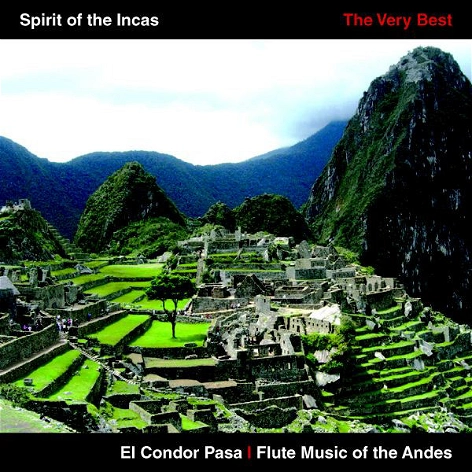 Spirit of the Incas
The Very Best
El Condor Pasa | Flute Music of the Andes